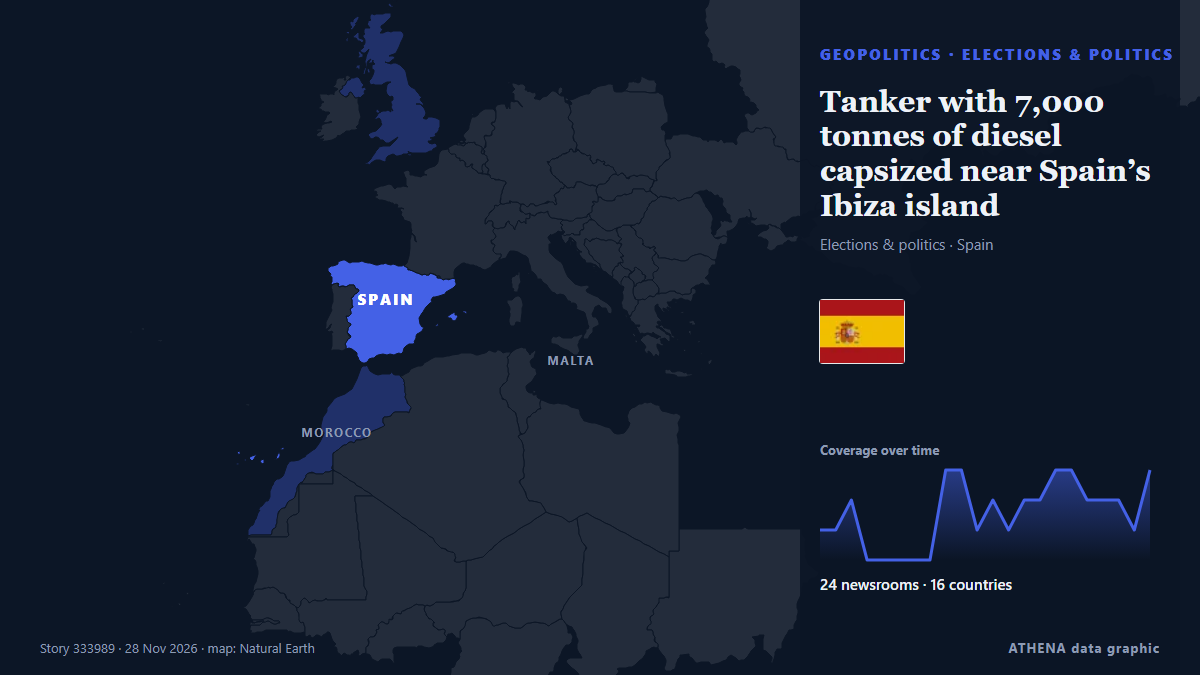 GEOPOLITICS · ELECTIONS & POLITICS
Tanker with 7,000
tonnes of diesel
capsized near Spain’s
Ibiza island
Elections & politics · Spain
SPAIN
MALTA
MOROCCO
Coverage over time
24 newsrooms · 16 countries
Story 333989 · 28 Nov 2026 · map: Natural Earth
ATHENA data graphic